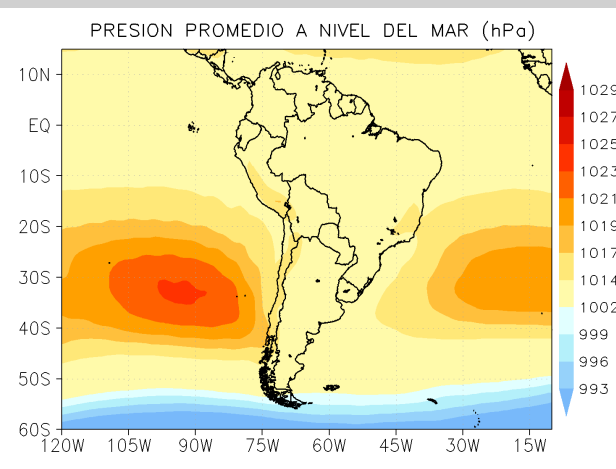 PRESION PROMEDIO A NIVEL DEL MAR (hPa)
10N
EQ
10S
20S
30S
40S
50S
60S
120W 105W 90W 75W 60W 45W 30W 15W
1029
1027
1025
1023
1021
1019
1017
1014
1002
999
996
993